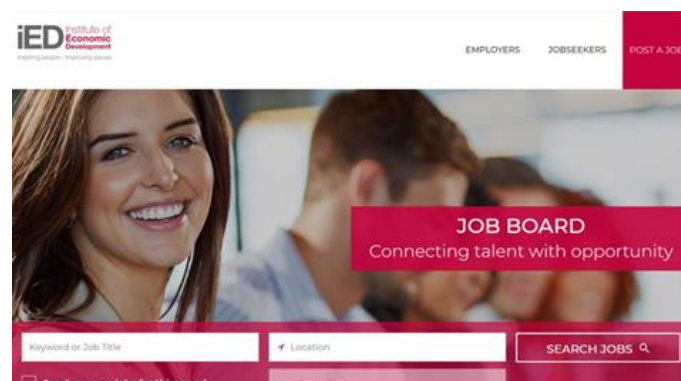 iED Institute of
Economic
Development
Inspiring people - Improving places
EMPLOYERS JOBSEEKERS POST A JOB
JOB BOARD
Connecting talent with opportunity
Keyword or Job Title Location SEARCH JOBS